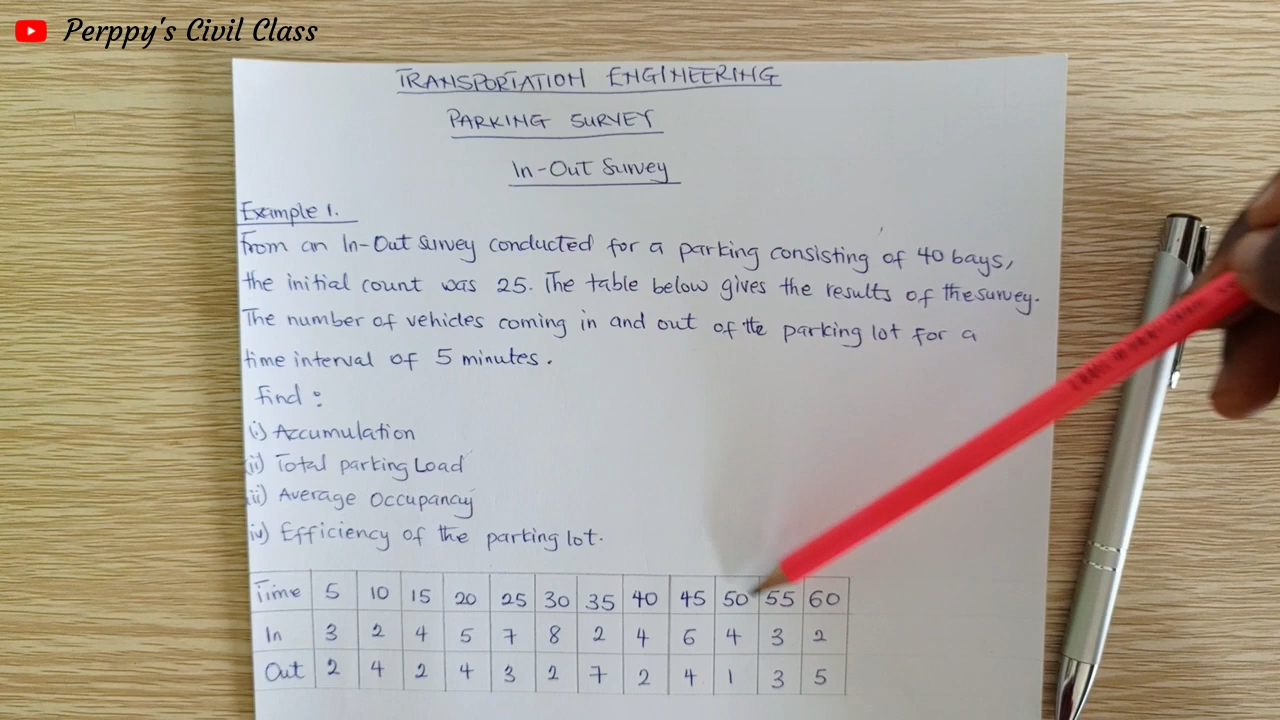 Perppy's Civil Class
TRANSPORTATION ENGINEERING
PARKING SURVEY
In-Out Survey
Example 1.
From an In-Out Survey conducted for a parking consisting of 40 bays,
the initial count was 25. The table below gives the results of the survey.
The number of vehicles coming in and out of the parking lot for a
time interval of 5 minutes.
Find:
(i) Accumulation
(ii) Total parking Load
(iii) Average Occupancy
iv) Efficiency of the parking lot.
Time 5 10 15 20 25 30 35 40 45 50 55 60
In 3 2 4 5 7 8 2 4 6 4 3 2
Out 2 4 2 4 3 2 7 2 4 1 3 5